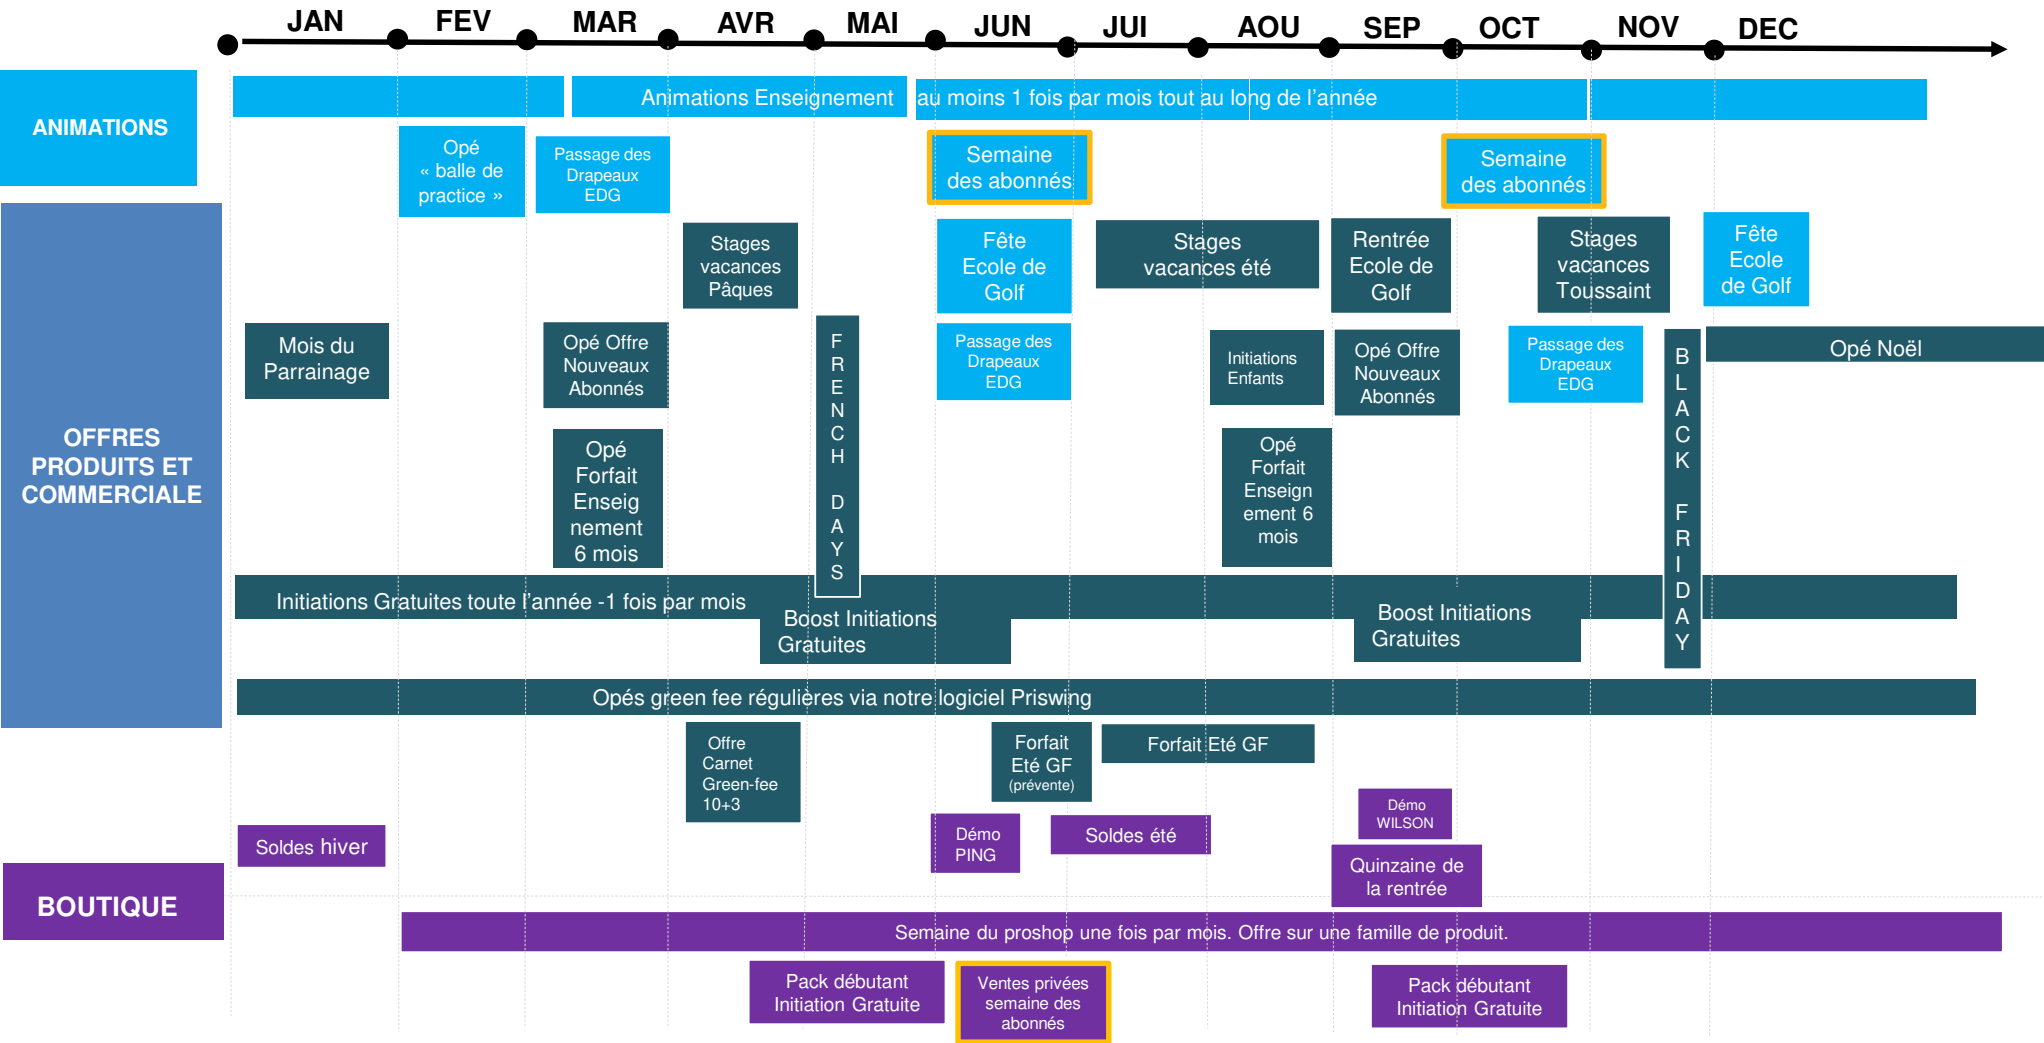 JAN FEV MAR AVR MAI JUN JUI AOU SEP OCT NOV DEC
ANIMATIONS
Animations Enseignement au moins 1 fois par mois tout au long de l'année
Opé
« balle de
practice »
Passage des
Drapeaux
EDG
Semaine
des abonnés
Semaine
des abonnés
OFFRES
PRODUITS ET
COMMERCIALE
Stages
vacances
Pâques
Fête
Ecole de
Golf
Stages
vacances été
Rentrée
Ecole de
Golf
Stages
vacances
Toussaint
Fête
Ecole
de Golf
Mois du
Parrainage
Opé Offre
Nouveaux
Abonnés
F
R
E
N
C
H
D
A
Y
S
Passage des
Drapeaux
EDG
Initiations
Enfants
Opé Offre
Nouveaux
Abonnés
Passage des
Drapeaux
EDG
B
L
A
C
K
F
R
I
D
A
Y
Opé Noël
Opé
Forfait
Enseig
nement
6 mois
Opé
Forfait
Enseign
ement 6
mois
Initiations Gratuites toute l'année -1 fois par mois
Boost Initiations
Gratuites
Boost Initiations
Gratuites
Opés green fee régulières via notre logiciel Priswing
Offre
Carnet
Green-fee
10+3
Forfait
Eté GF
(prévente)
Forfait Eté GF
BOUTIQUE
Soldes hiver
Démo
PING
Soldes été
Démo
WILSON
Quinzaine de
la rentrée
Semaine du proshop une fois par mois. Offre sur une famille de produit.
Pack débutant
Initiation Gratuite
Ventes privées
semaine des
abonnés
Pack débutant
Initiation Gratuite